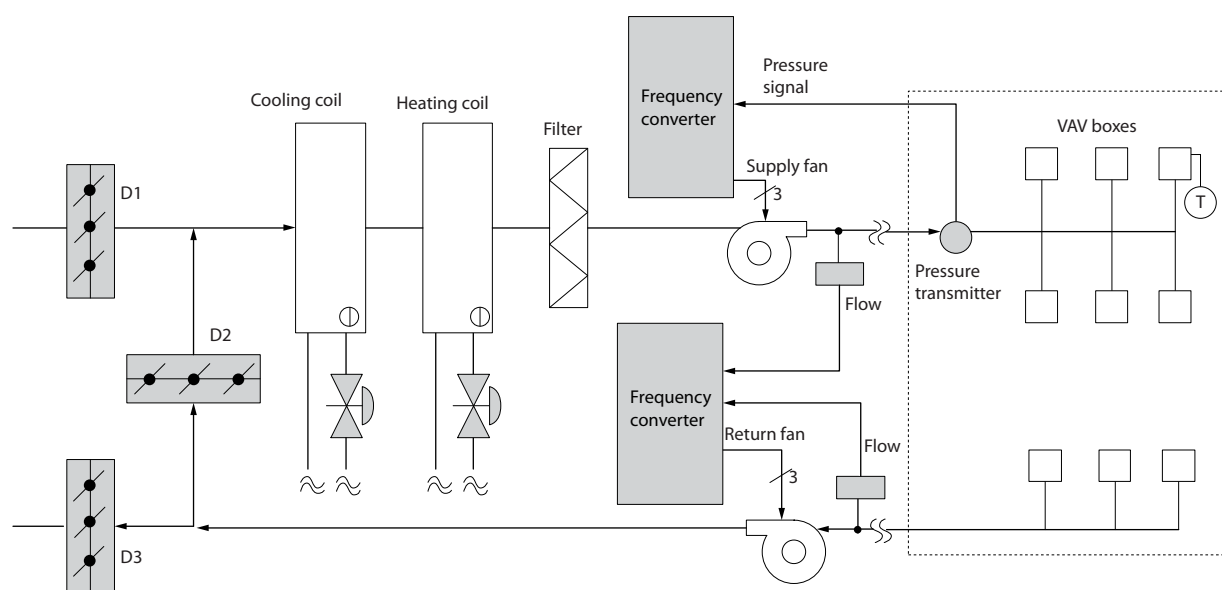 Pressure
signal
Cooling coil
Heating coil
Frequency
converter
Filter
VAV boxes
Supply fan
D1
3
T
Pressure
transmitter
Flow
D2
Frequency
converter
Return fan
Flow
3
D3